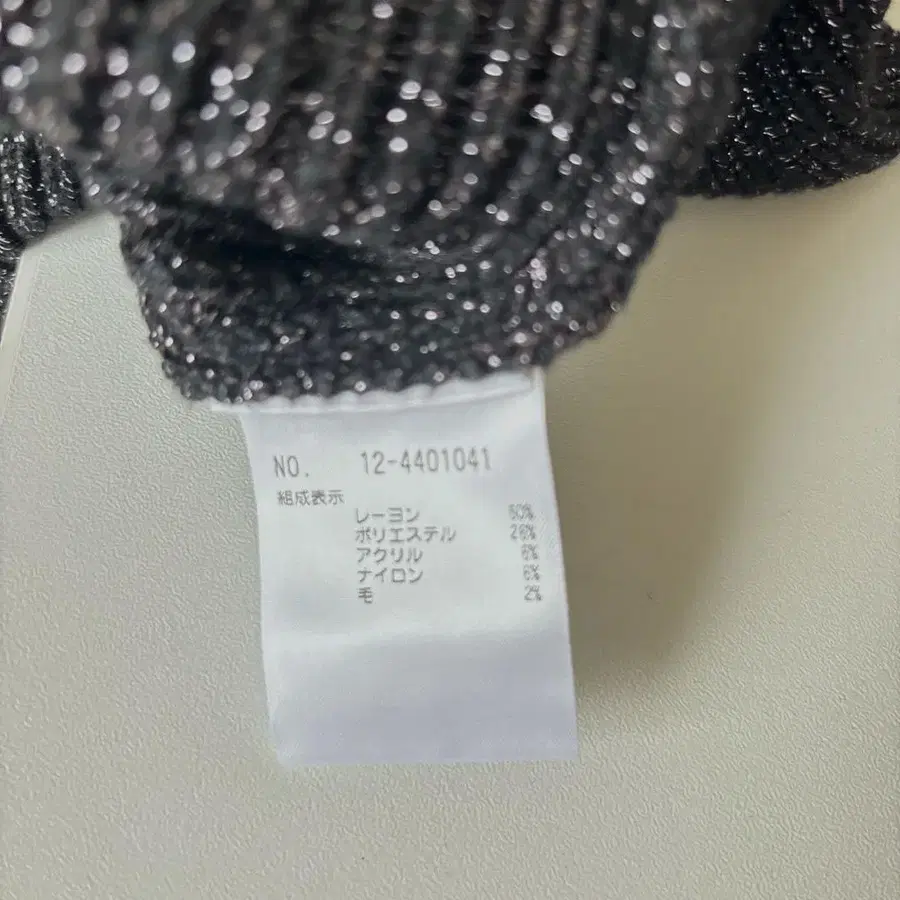 NO. 12-4401041
組成表示
レーヨン 60%
ポリエステル 26%
アクリル 6%
ナイロン 6%
毛 2%